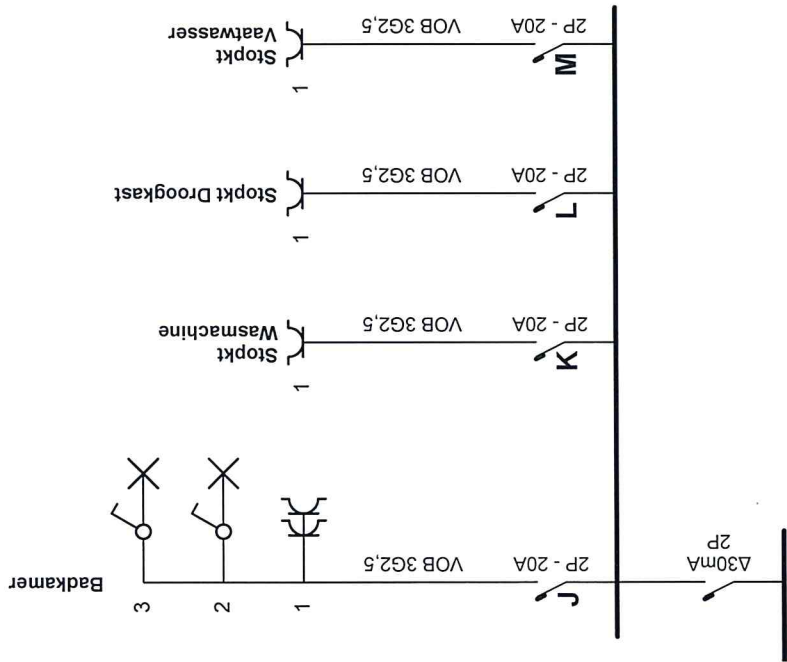 Δ30mA
2P
J
2P - 20A
VOB 3G2,5
1
2
3
Badkamer
K
2P - 20A
VOB 3G2,5
1
Stopkt
Wasmachine
L
2P - 20A
VOB 3G2,5
1
Stopkt Droogkast
M
2P - 20A
VOB 3G2,5
1
Stopkt
Vaatwasser